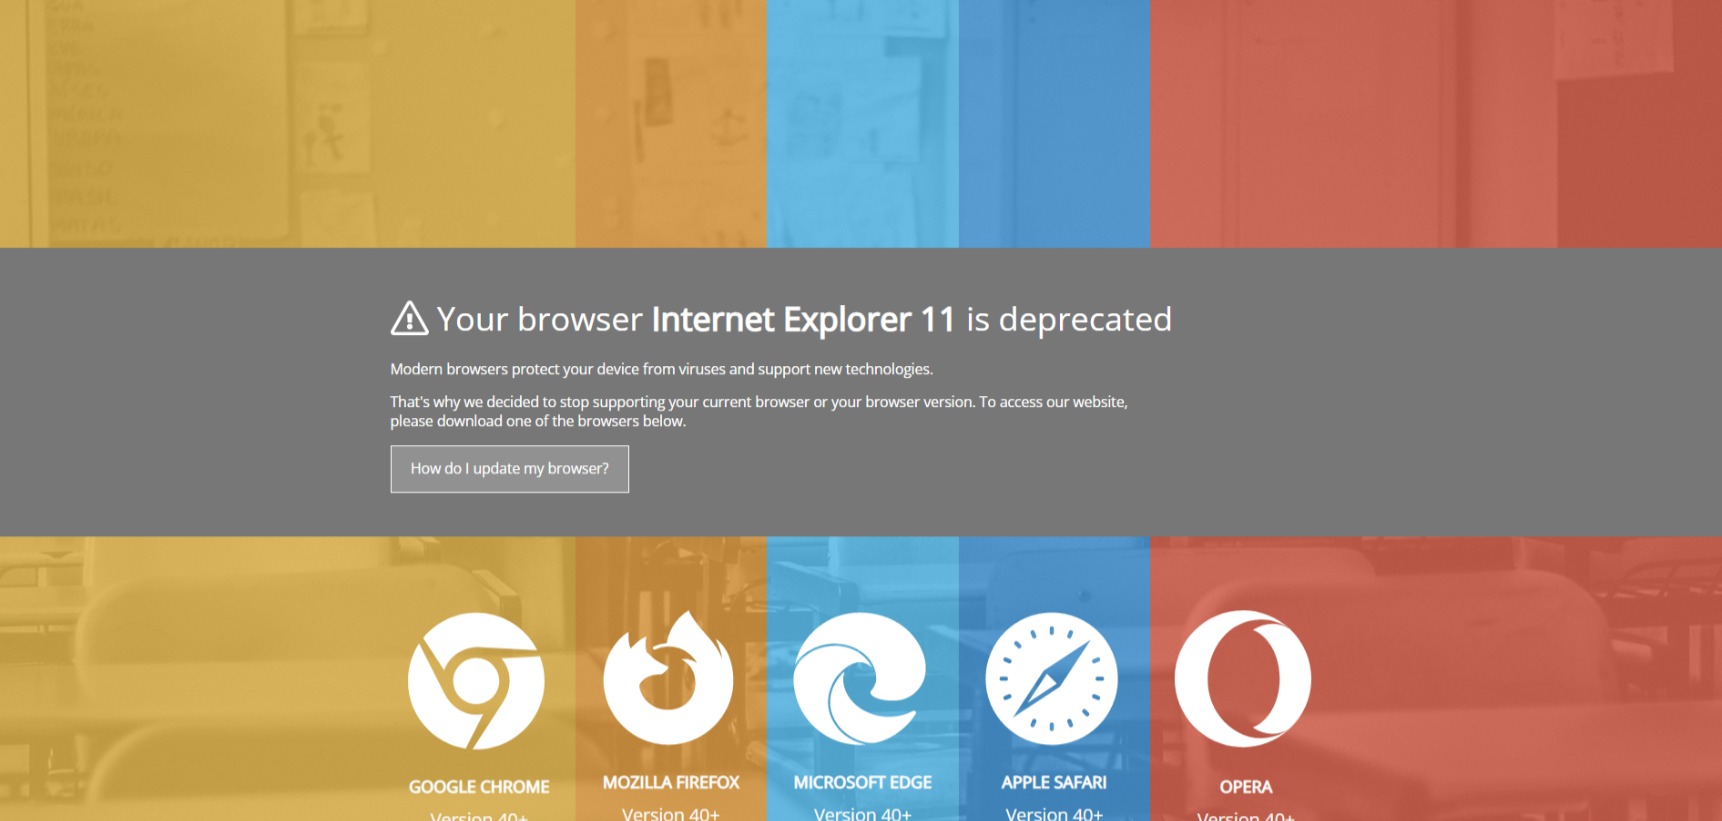 Your browser Internet Explorer 11 is deprecated
Modern browsers protect your device from viruses and support new technologies.
That's why we decided to stop supporting your current browser or your browser version. To access our website,
please download one of the browsers below.
How do I update my browser?
GOOGLE CHROME
MOZILLA FIREFOX
MICROSOFT EDGE
APPLE SAFARI
OPERA
Version 40+
Version 40+
Version 40+
Version 40+
Version 40+